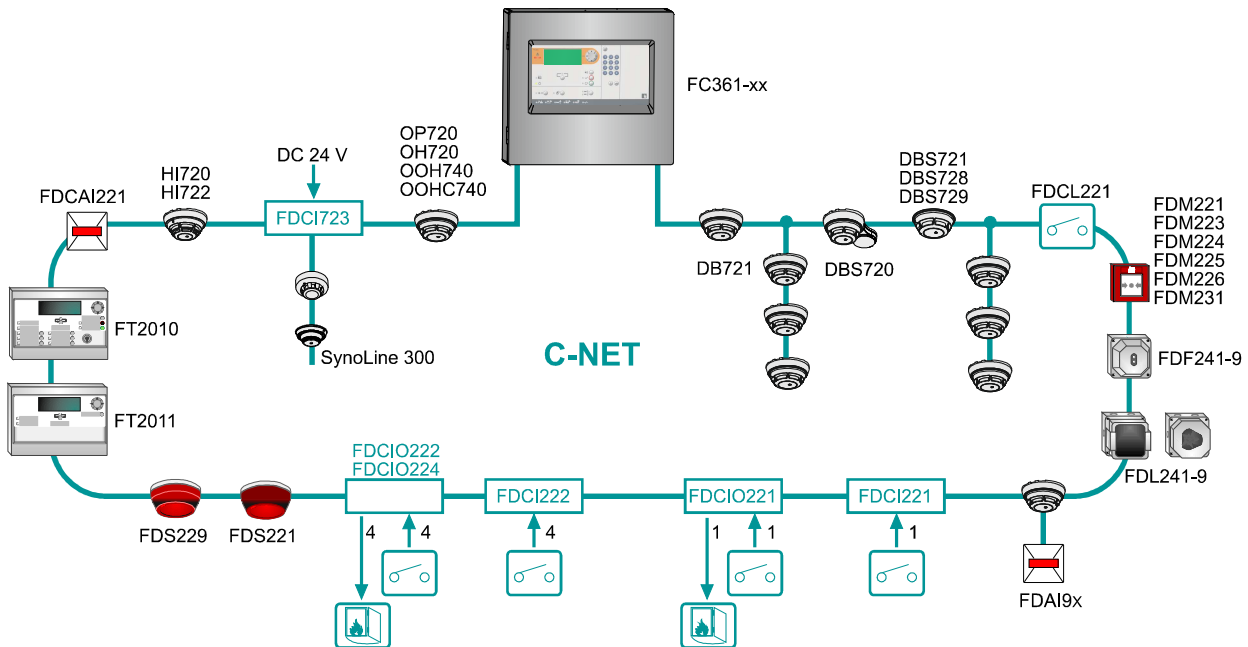 FC361-xx
OP720
OH720
OOH740
OOHC740
DC 24 V
HI720
HI722
FDCAI221
FDCI723
DBS721
DBS728
DBS729
FDCL221
FDM221
FDM223
FDM224
FDM225
FDM226
FDM231
DB721
DBS720
FT2010
SynoLine 300
C-NET
FDF241-9
FT2011
FDL241-9
FDCIO222
FDCIO224
FDCI222
FDCIO221
FDCI221
FDS229
FDS221
4
4
4
1
1
1
FDAI9x